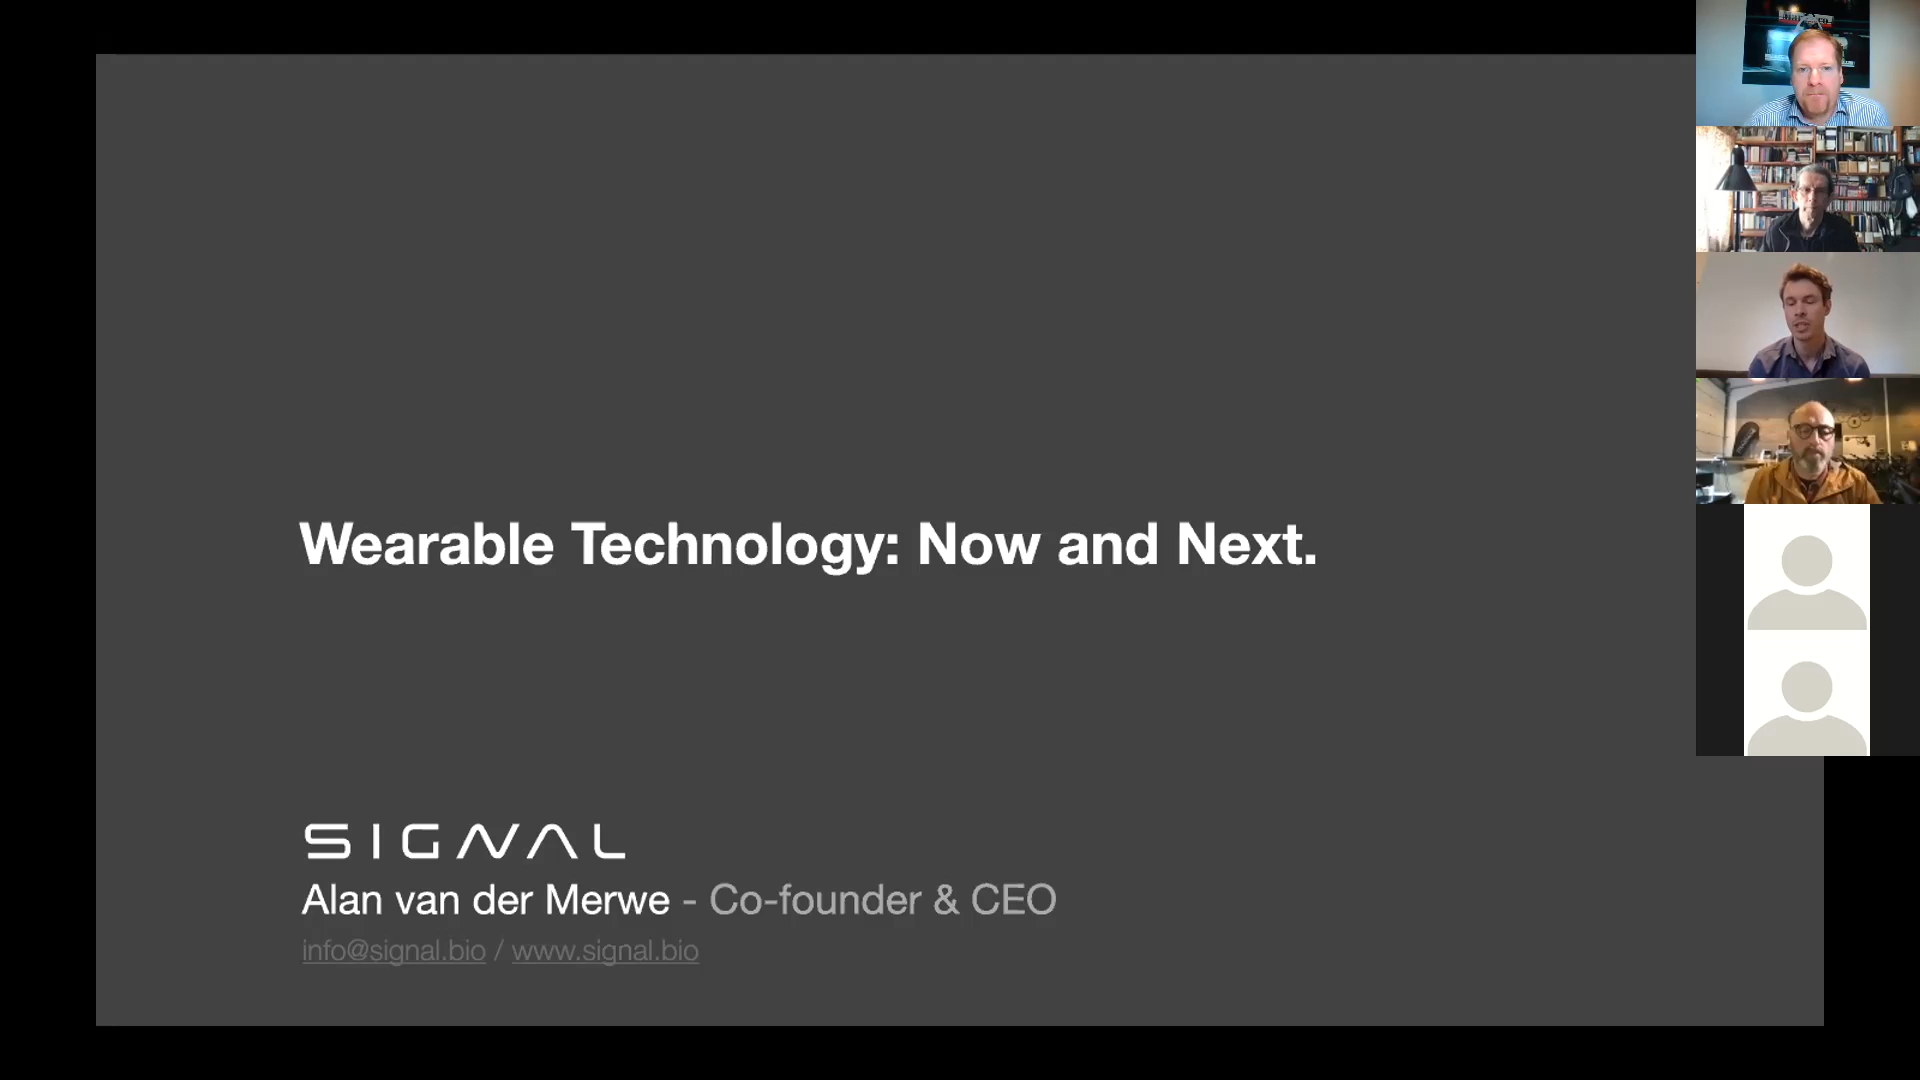 Wearable Technology: Now and Next.
SIGNAL
Alan van der Merwe - Co-founder & CEO
info@signal.bio / www.signal.bio